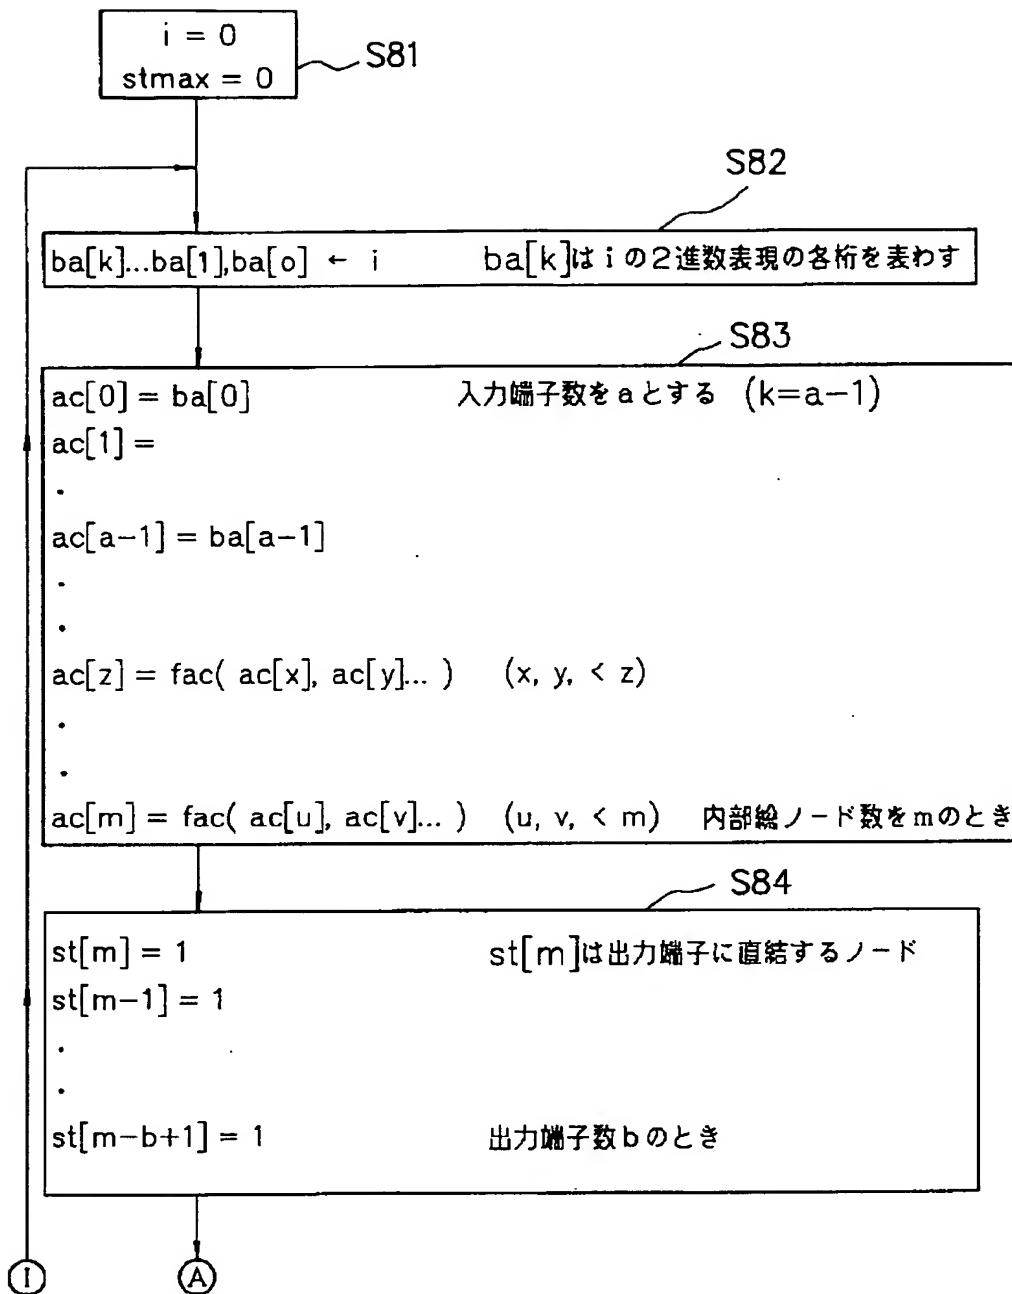 i = 0
stmax = 0
S81
S82
ba[k]...ba[1],ba[o] ← i ba[k]はiの2進数表現の各桁を表わす
S83
ac[0] = ba[0] 入力端子数をaとする (k=a-1)
ac[1] =
.
ac[a-1] = ba[a-1]
.
.
ac[z] = fac( ac[x], ac[y]... ) (x, y, < z)
.
.
ac[m] = fac( ac[u], ac[v]... ) (u, v, < m) 内部総ノード数をmのとき
S84
st[m] = 1 st[m]は出力端子に直結するノード
st[m-1] = 1
.
.
st[m-b+1] = 1 出力端子数bのとき
I A